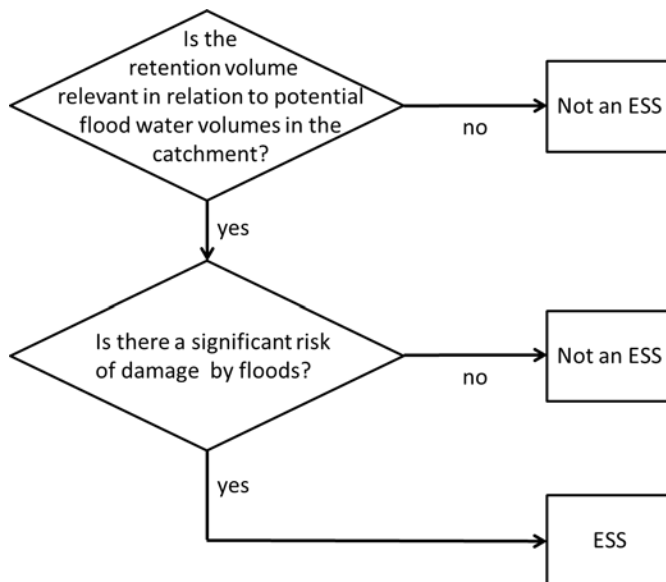 Is the
retention volume
relevant in relation to potential
flood water volumes in the
catchment?
no
Not an ESS
yes
Is there a significant risk
of damage by floods?
no
Not an ESS
yes
ESS